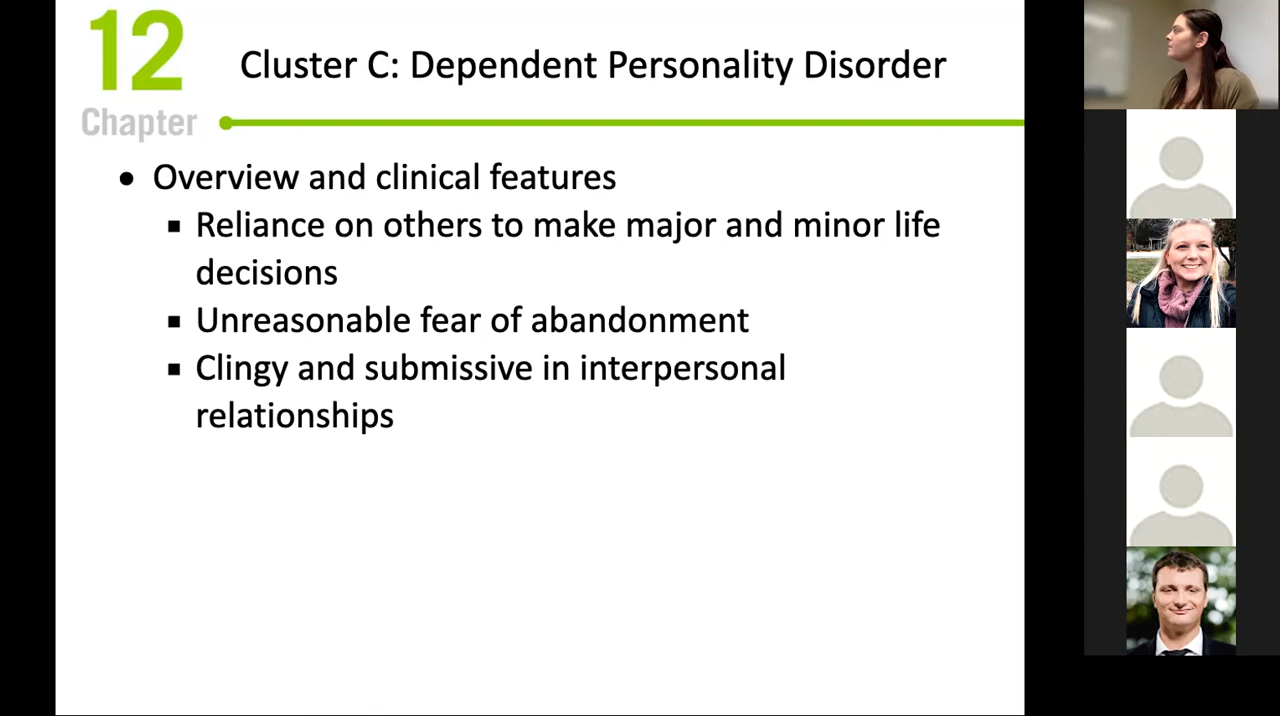 12
Chapter
Cluster C: Dependent Personality Disorder
• Overview and clinical features
▪ Reliance on others to make major and minor life
decisions
▪ Unreasonable fear of abandonment
▪ Clingy and submissive in interpersonal
relationships